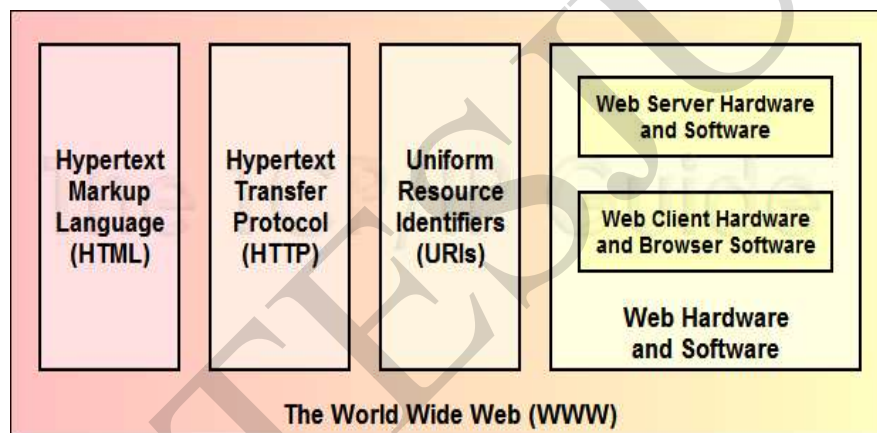 Hypertext
Markup
Language
(HTML)
Hypertext
Transfer
Protocol
(HTTP)
Uniform
Resource
Identifiers
(URIs)
Web Server Hardware
and Software
Web Client Hardware
and Browser Software
Web Hardware
and Software
The World Wide Web (WWW)